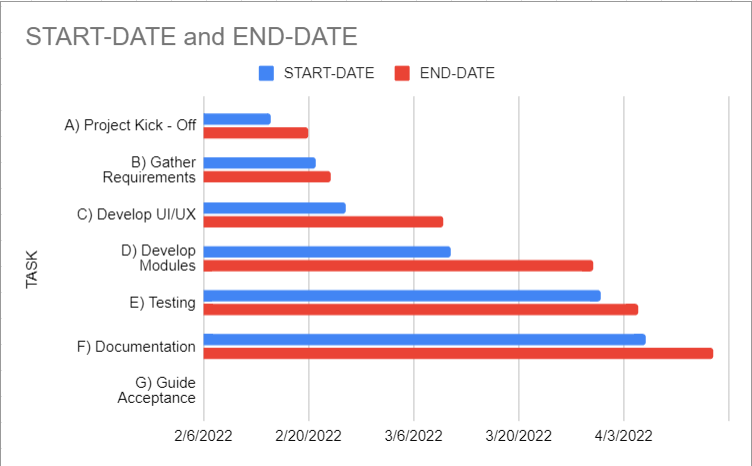 START-DATE and END-DATE
START-DATE
END-DATE
TASK
A) Project Kick - Off
B) Gather
Requirements
C) Develop UI/UX
D) Develop
Modules
E) Testing
F) Documentation
G) Guide
Acceptance
2/6/2022
2/20/2022
3/6/2022
3/20/2022
4/3/2022